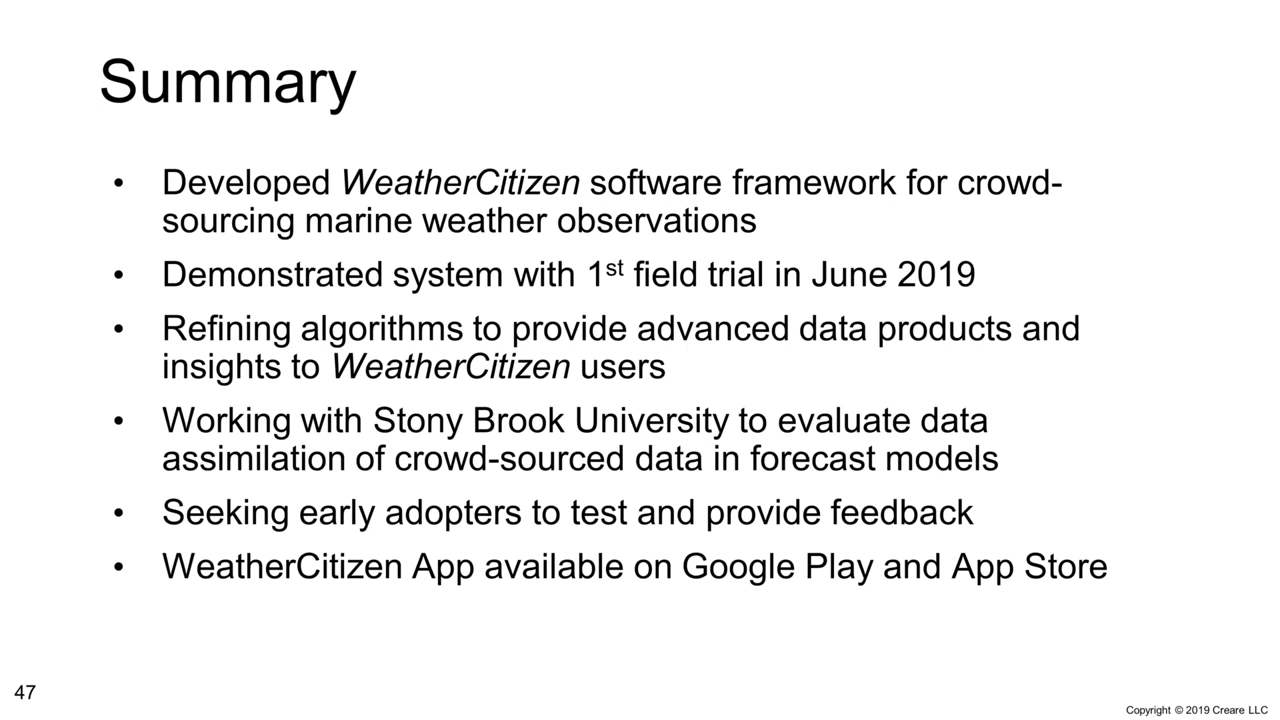 Summary
• Developed WeatherCitizen software framework for crowd-
sourcing marine weather observations
• Demonstrated system with 1st field trial in June 2019
• Refining algorithms to provide advanced data products and
insights to WeatherCitizen users
• Working with Stony Brook University to evaluate data
assimilation of crowd-sourced data in forecast models
• Seeking early adopters to test and provide feedback
• WeatherCitizen App available on Google Play and App Store
47
Copyright © 2019 Creare LLC